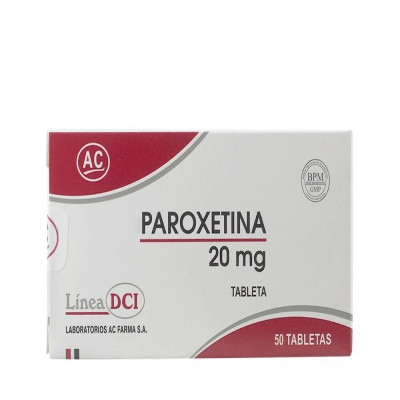 AC
BPM
GMP
PAROXETINA
20 mg
TABLETA
Línea DCI
LABORATORIOS AC FARMA S.A.
50 TABLETAS